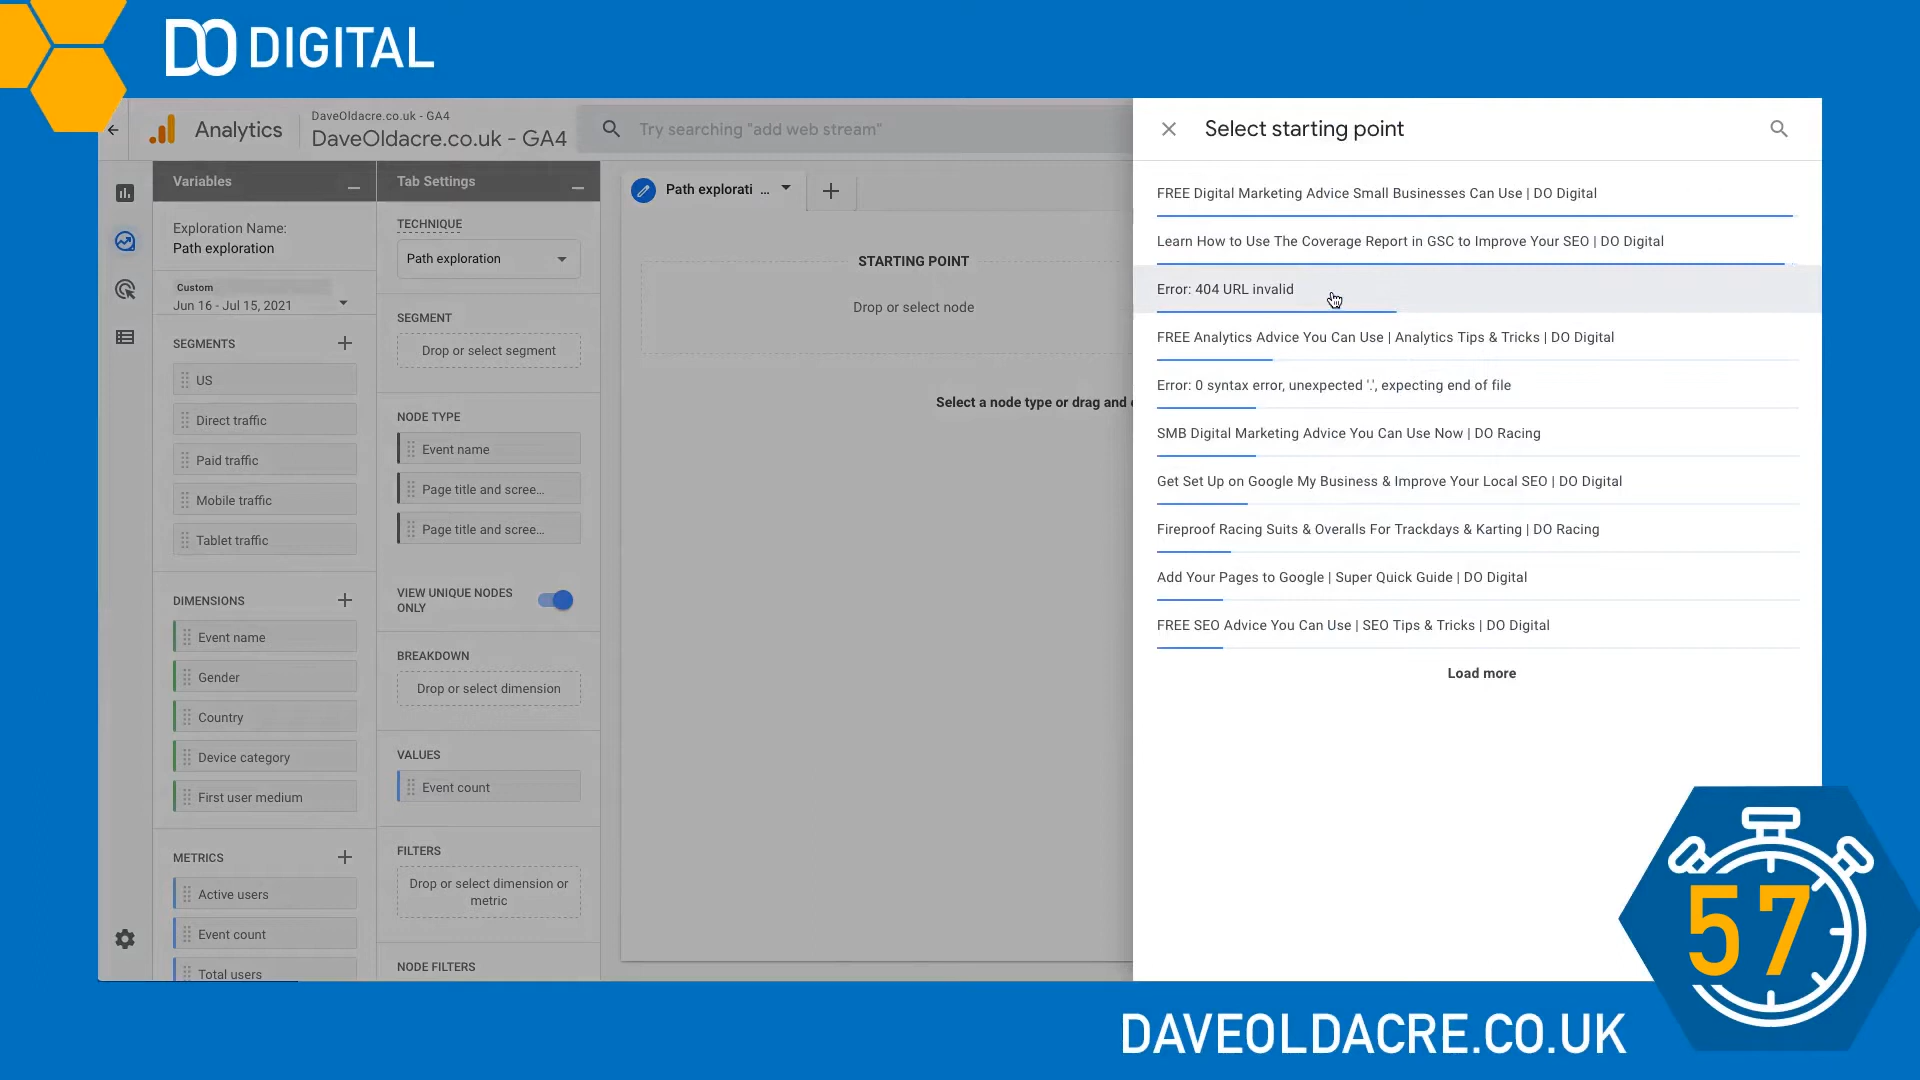 DO DIGITAL
Analytics
DaveOldacre.co.uk - GA4
DaveOldacre.co.uk - GA4
Try searching "add web stream"
Variables
Exploration Name:
Path exploration
Custom
Jun 16 - Jul 15, 2021
SEGMENTS
US
Direct traffic
Paid traffic
Mobile traffic
Tablet traffic
DIMENSIONS
Event name
Gender
Country
Device category
First user medium
METRICS
Active users
Event count
Total users
Tab Settings
TECHNIQUE
Path exploration
SEGMENT
Drop or select segment
NODE TYPE
Event name
Page title and scree...
Page title and scree...
VIEW UNIQUE NODES
ONLY
BREAKDOWN
Drop or select dimension
VALUES
Event count
FILTERS
Drop or select dimension or
metric
NODE FILTERS
Path explorati ...
STARTING POINT
Drop or select node
Select a node type or drag and
Select starting point
FREE Digital Marketing Advice Small Businesses Can Use | DO Digital
Learn How to Use The Coverage Report in GSC to Improve Your SEO | DO Digital
Error: 404 URL invalid
FREE Analytics Advice You Can Use | Analytics Tips & Tricks | DO Digital
Error: 0 syntax error, unexpected '.', expecting end of file
SMB Digital Marketing Advice You Can Use Now | DO Racing
Get Set Up on Google My Business & Improve Your Local SEO | DO Digital
Fireproof Racing Suits & Overalls For Trackdays & Karting | DO Racing
Add Your Pages to Google | Super Quick Guide | DO Digital
FREE SEO Advice You Can Use | SEO Tips & Tricks | DO Digital
Load more
57
DAVEOLDACRE.CO.UK